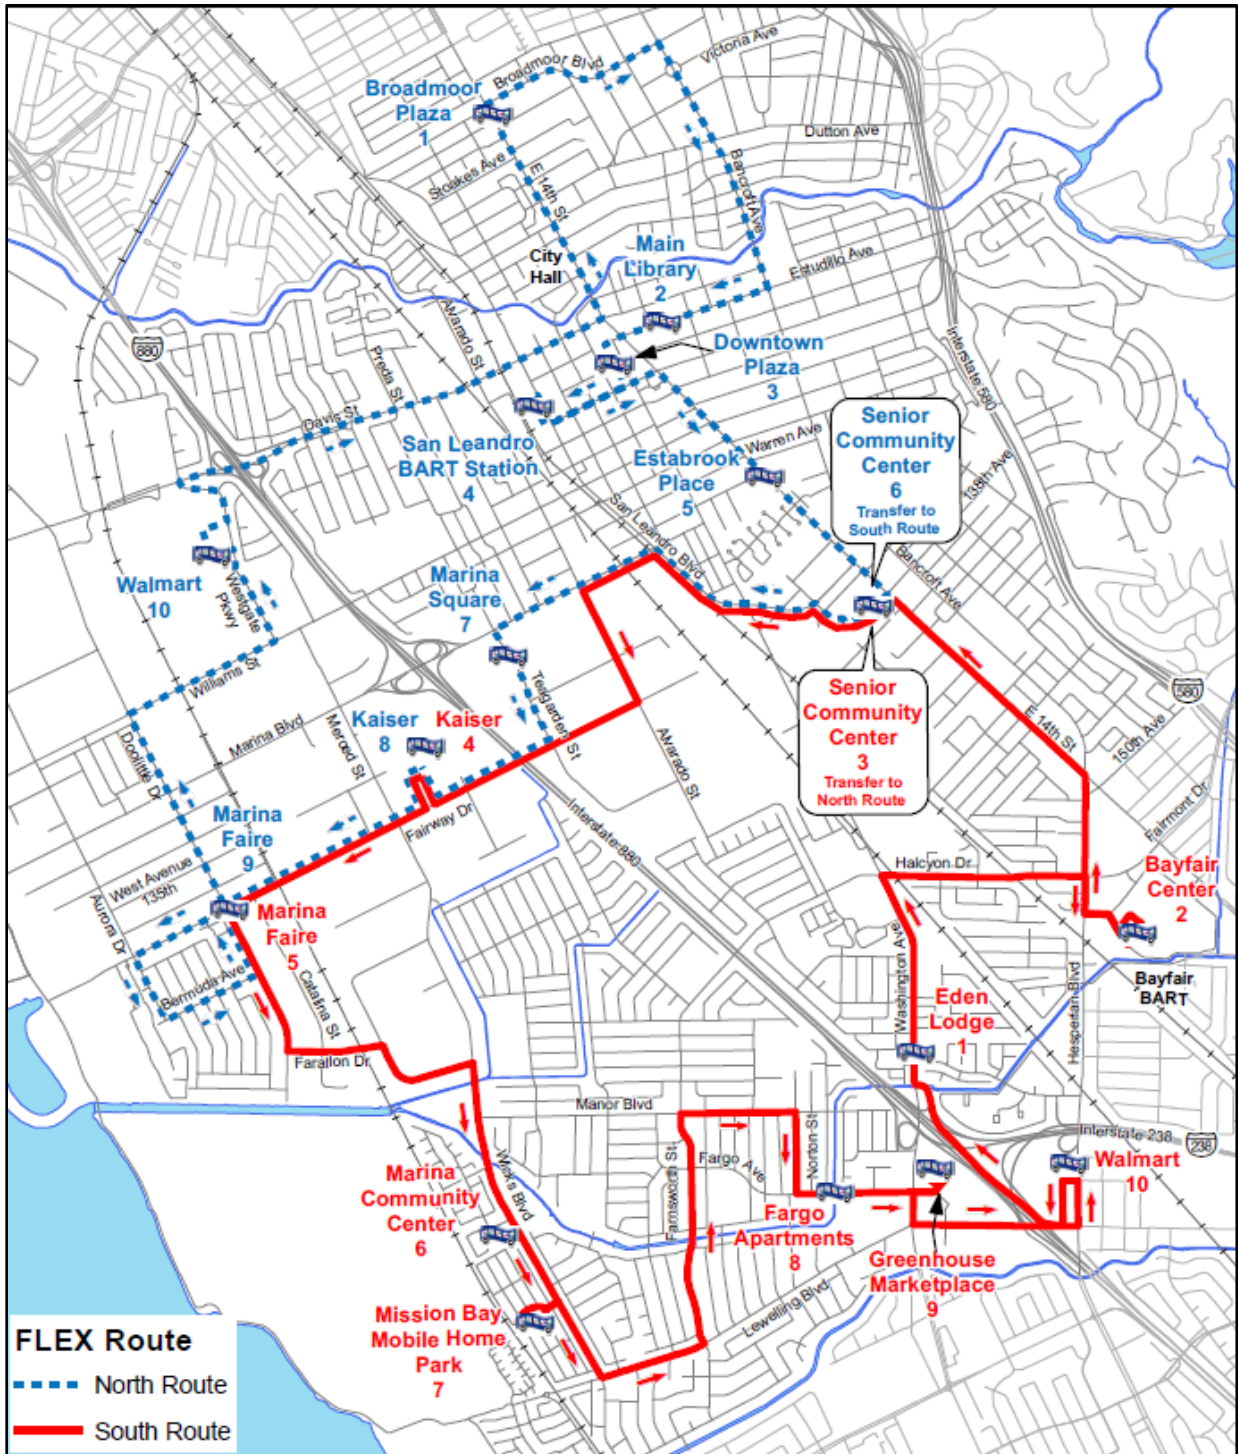 Victoria Ave
Broadmoor Blvd
Broadmoor
Plaza
1
Dutton Ave
Stoakes Ave
E 14th St
Bancroft Ave
Main
Library
2
City
Hall
Estudillo Ave
Alvarado St
880
Preda St
Downtown
Plaza
3
Interstate 580
Davis St
San Leandro
BART Station
4
Estabrook
Place
5
Warren Ave
Senior
Community
Center
6
Transfer to
South Route
138th Ave
San Leandro Blvd
Bancroft Ave
Walmart
10
Westgate
Pkwy
Marina
Square
7
Williams St
Teagarden St
Senior
Community
Center
3
Transfer to
North Route
580
E 14th St
150th Ave
Kaiser
8
Kaiser
4
Marina Blvd
Merced St
Doolittle Dr
Alvarado St
Fairmont Dr
Marina
Faire
9
Fairway Dr
Interstate 880
West Avenue
135th
Halcyon Dr
Bayfair
Center
2
Aurora Dr
Marina
Faire
5
Bermuda Ave
Catalina St
Washington Ave
Hesperian Blvd
Bayfair
BART
Eden
Lodge
1
Farallon Dr
Manor Blvd
Norton St
Interstate 238
238
Farnsworth St
Fargo Ave
Walmart
10
Marina
Community
Center
6
Wicks Blvd
Fargo
Apartments
8
Greenhouse
Marketplace
9
Lewelling Blvd
Mission Bay
Mobile Home
Park
7
FLEX Route
North Route
South Route